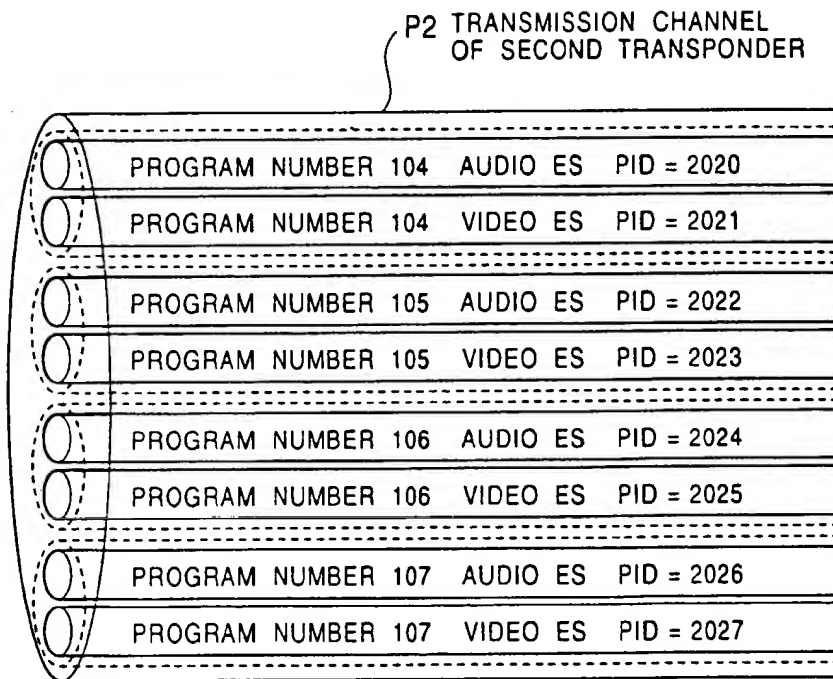 P2 TRANSMISSION CHANNEL
OF SECOND TRANSPONDER
PROGRAM NUMBER 104 AUDIO ES PID = 2020
PROGRAM NUMBER 104 VIDEO ES PID = 2021
PROGRAM NUMBER 105 AUDIO ES PID = 2022
PROGRAM NUMBER 105 VIDEO ES PID = 2023
PROGRAM NUMBER 106 AUDIO ES PID = 2024
PROGRAM NUMBER 106 VIDEO ES PID = 2025
PROGRAM NUMBER 107 AUDIO ES PID = 2026
PROGRAM NUMBER 107 VIDEO ES PID = 2027